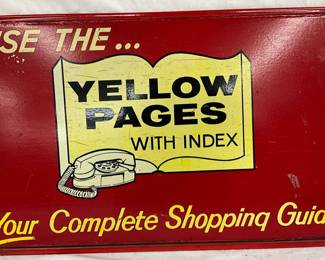 SE THE...
YELLOW
PAGES
WITH INDEX
Your Complete Shopping Guid